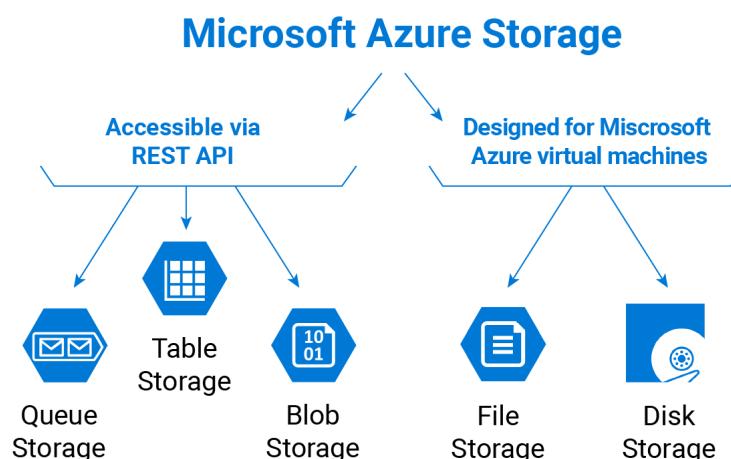 Microsoft Azure Storage
Accessible via
REST API
Designed for Miscrosoft
Azure virtual machines
10
01
Table
Storage
Queue
Storage
Blob
Storage
File
Storage
Disk
Storage